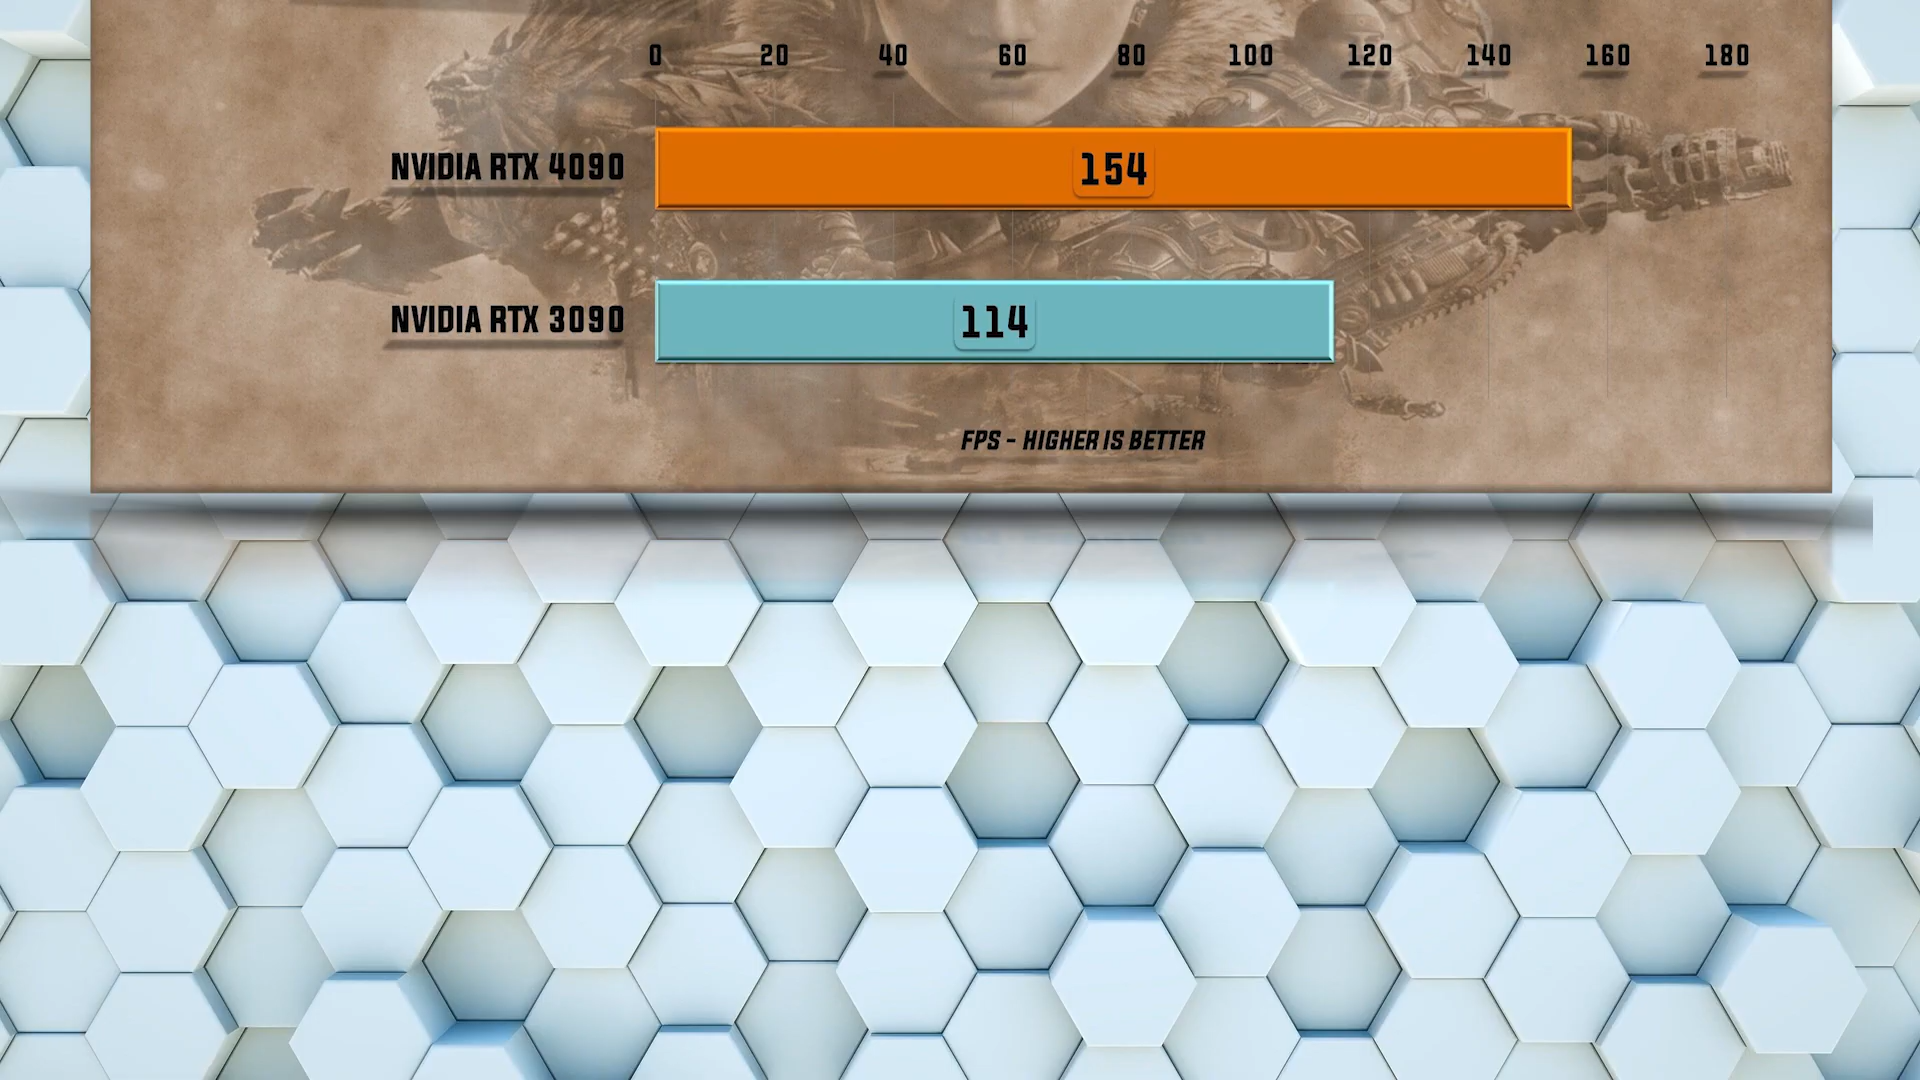 0 20 40 60 80 100 120 140 160 180
NVIDIA RTX 4090 154
NVIDIA RTX 3090 114
FPS - HIGHER IS BETTER